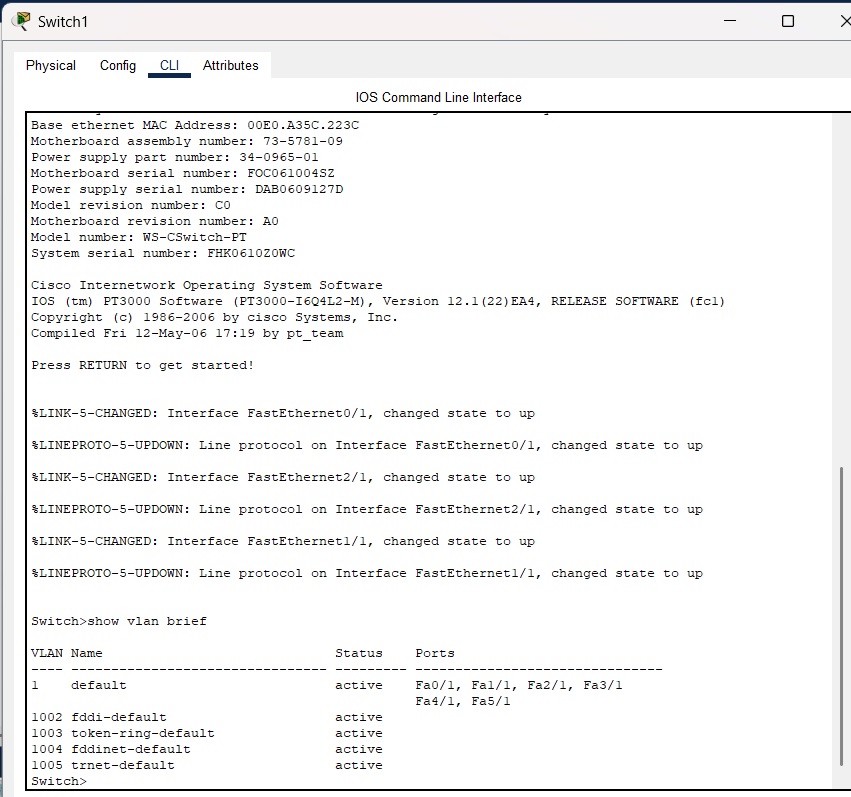 Switch1
Physical Config CLI Attributes
IOS Command Line Interface
Base ethernet MAC Address: 00E0.A35C.223C
Motherboard assembly number: 73-5781-09
Power supply part number: 34-0965-01
Motherboard serial number: FOC061004SZ
Power supply serial number: DAB0609127D
Model revision number: C0
Motherboard revision number: A0
Model number: WS-CSwitch-PT
System serial number: FHK0610Z0WC
Cisco Internetwork Operating System Software
IOS (tm) PT3000 Software (PT3000-I6Q4L2-M), Version 12.1(22)EA4, RELEASE SOFTWARE (fc1)
Copyright (c) 1986-2006 by cisco Systems, Inc.
Compiled Fri 12-May-06 17:19 by pt_team
Press RETURN to get started!
%LINK-5-CHANGED: Interface FastEthernet0/1, changed state to up
%LINEPROTO-5-UPDOWN: Line protocol on Interface FastEthernet0/1, changed state to up
%LINK-5-CHANGED: Interface FastEthernet2/1, changed state to up
%LINEPROTO-5-UPDOWN: Line protocol on Interface FastEthernet2/1, changed state to up
%LINK-5-CHANGED: Interface FastEthernet1/1, changed state to up
%LINEPROTO-5-UPDOWN: Line protocol on Interface FastEthernet1/1, changed state to up
Switch>show vlan brief
VLAN Name                             Status    Ports
---- -------------------------------- --------- -------------------------------
1    default                          active    Fa0/1, Fa1/1, Fa2/1, Fa3/1
                                                Fa4/1, Fa5/1
1002 fddi-default                     active
1003 token-ring-default               active
1004 fddinet-default                  active
1005 trnet-default                    active
Switch>